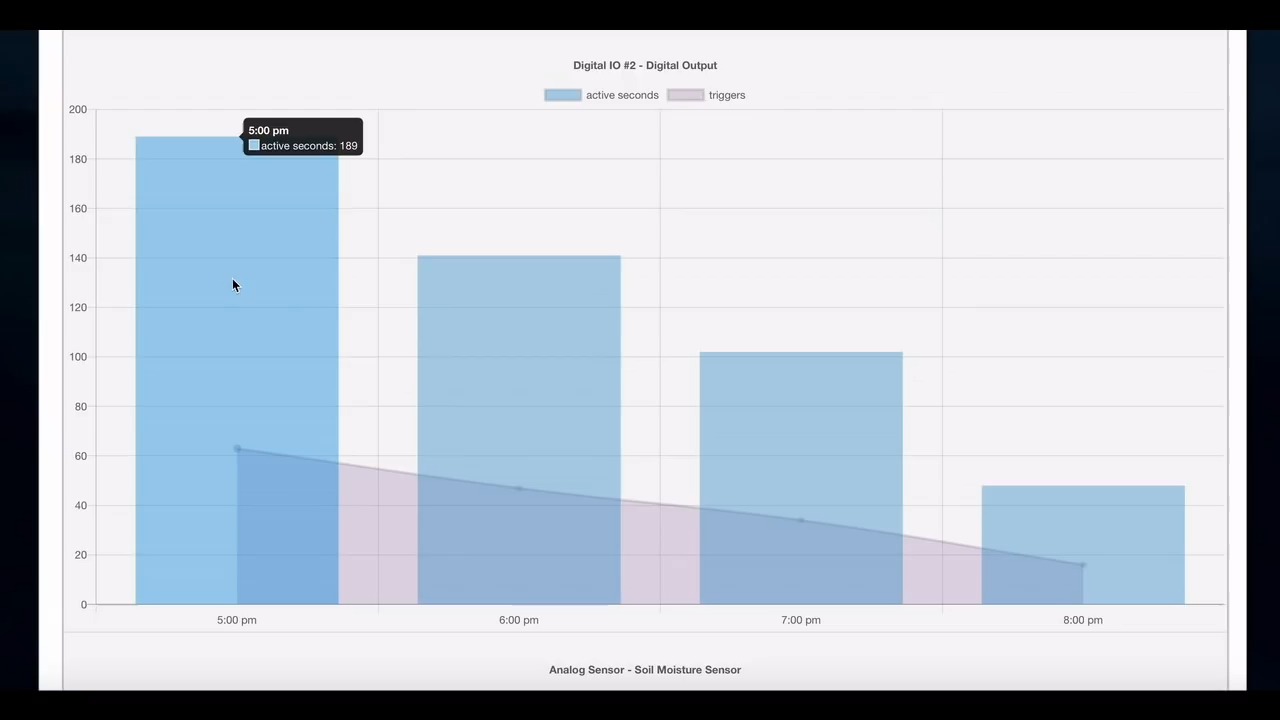 Digital IO #2 - Digital Output
active seconds triggers
200
5:00 pm
active seconds: 189
180
160
140
120
100
80
60
40
20
0
5:00 pm 6:00 pm 7:00 pm 8:00 pm
Analog Sensor - Soil Moisture Sensor